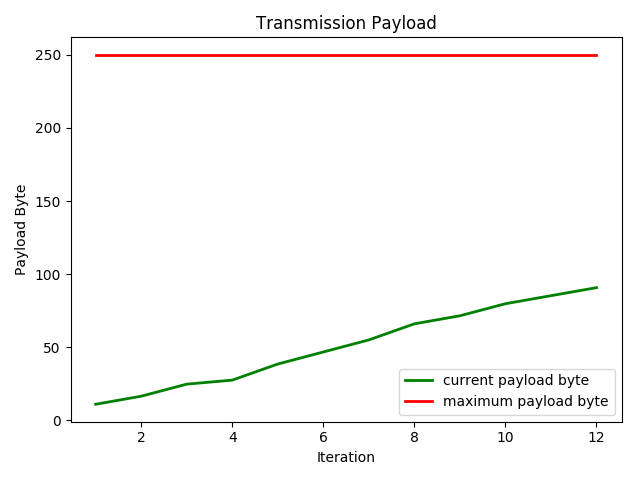 Transmission Payload
250
200
150
100
50
0
Payload Byte
2
4
6
8
10
12
Iteration
current payload byte
maximum payload byte